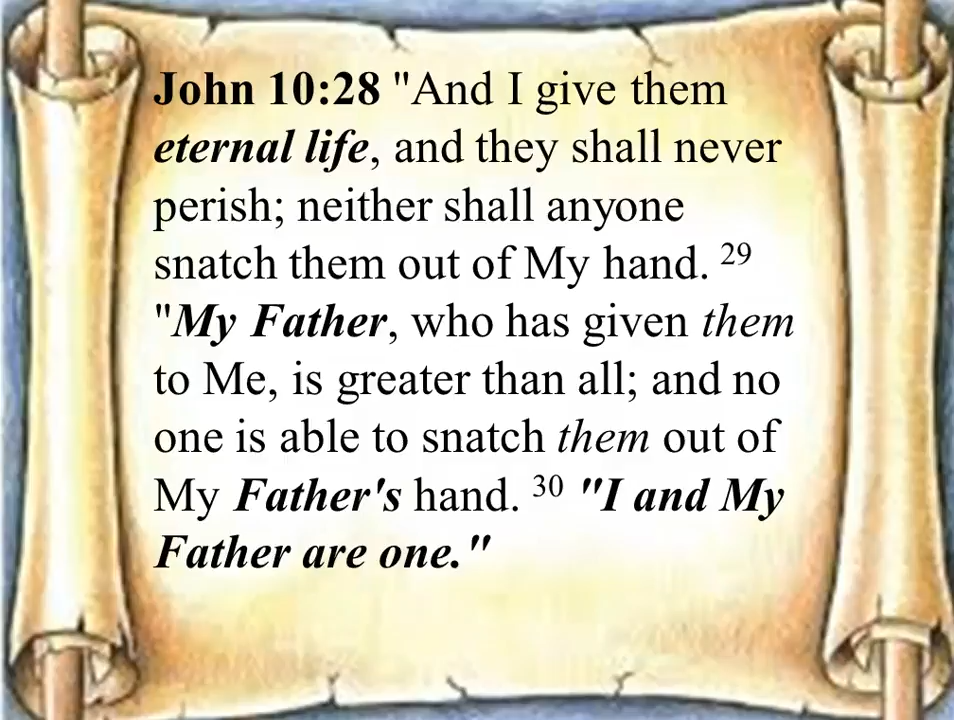 John 10:28 "And I give them
eternal life, and they shall never
perish; neither shall anyone
snatch them out of My hand. 29
"My Father, who has given them
to Me, is greater than all; and no
one is able to snatch them out of
My Father's hand. 30 "I and My
Father are one."